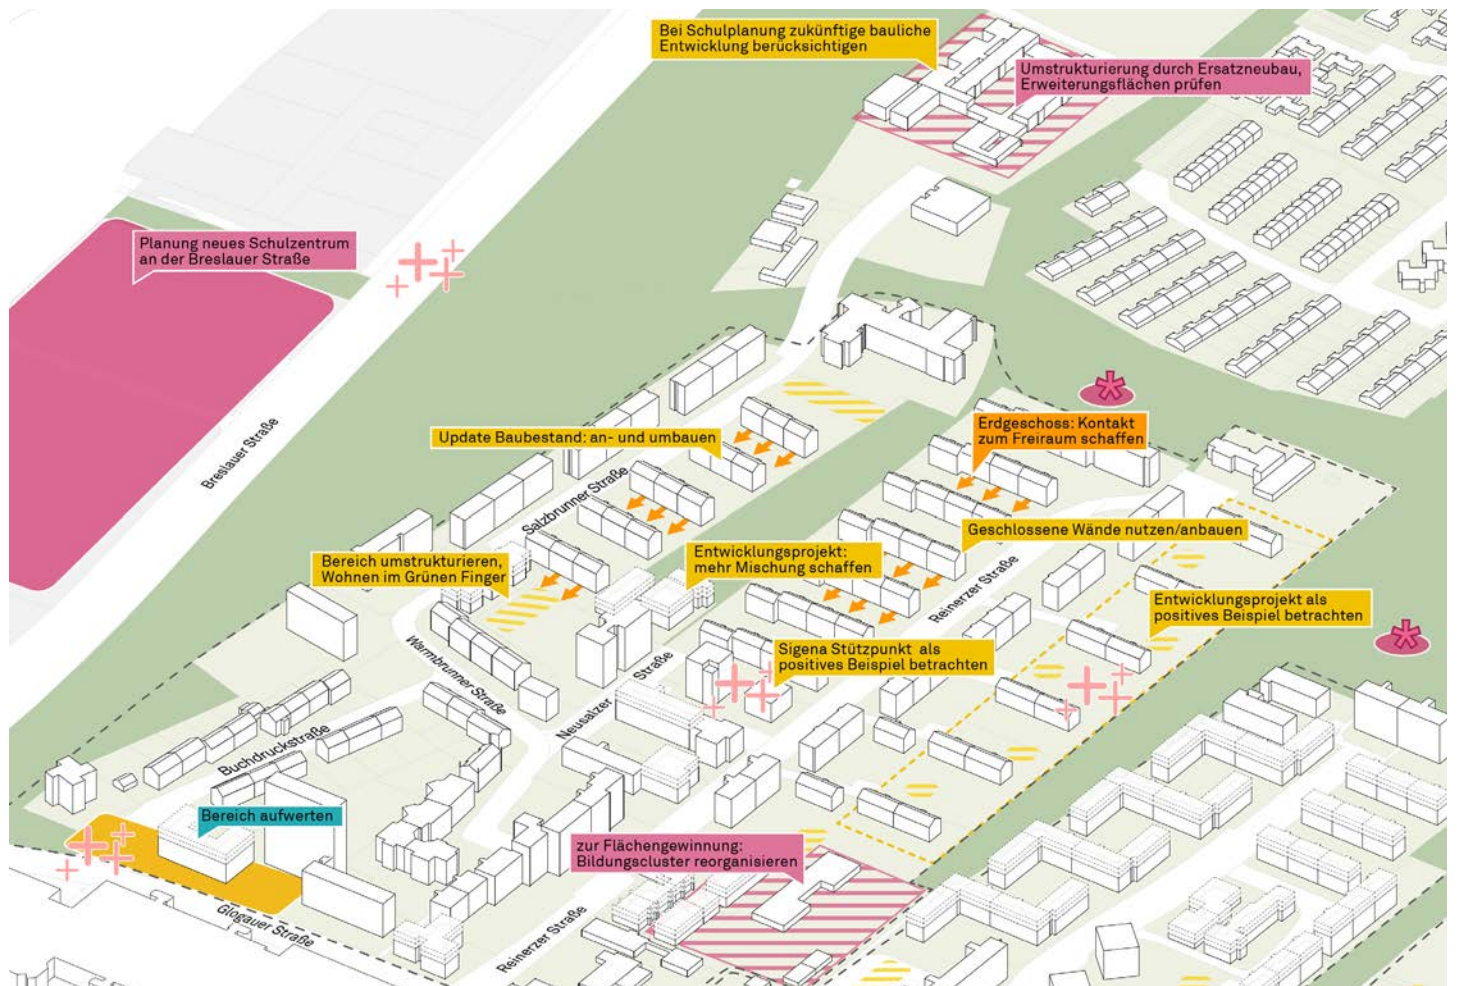 Bei Schulplanung zukünftige bauliche
Entwicklung berücksichtigen
Umstrukturierung durch Ersatzneubau,
Erweiterungsflächen prüfen
Planung neues Schulzentrum
an der Breslauer Straße
Breslauer Straße
Update Baubestand: an- und umbauen
Erdgeschoss: Kontakt
zum Freiraum schaffen
Salzbrunner Straße
Geschlossene Wände nutzen/anbauen
Bereich umstrukturieren,
Wohnen im Grünen Finger
Entwicklungsprojekt:
mehr Mischung schaffen
Reinerzer Straße
Entwicklungsprojekt als
positives Beispiel betrachten
Sigena Stützpunkt als
positives Beispiel betrachten
Warmbrunner Straße
Neusalzer Straße
Buchdruckstraße
Bereich aufwerten
zur Flächengewinnung:
Bildungscluster reorganisieren
Glogauer Straße
Reinerzer Straße